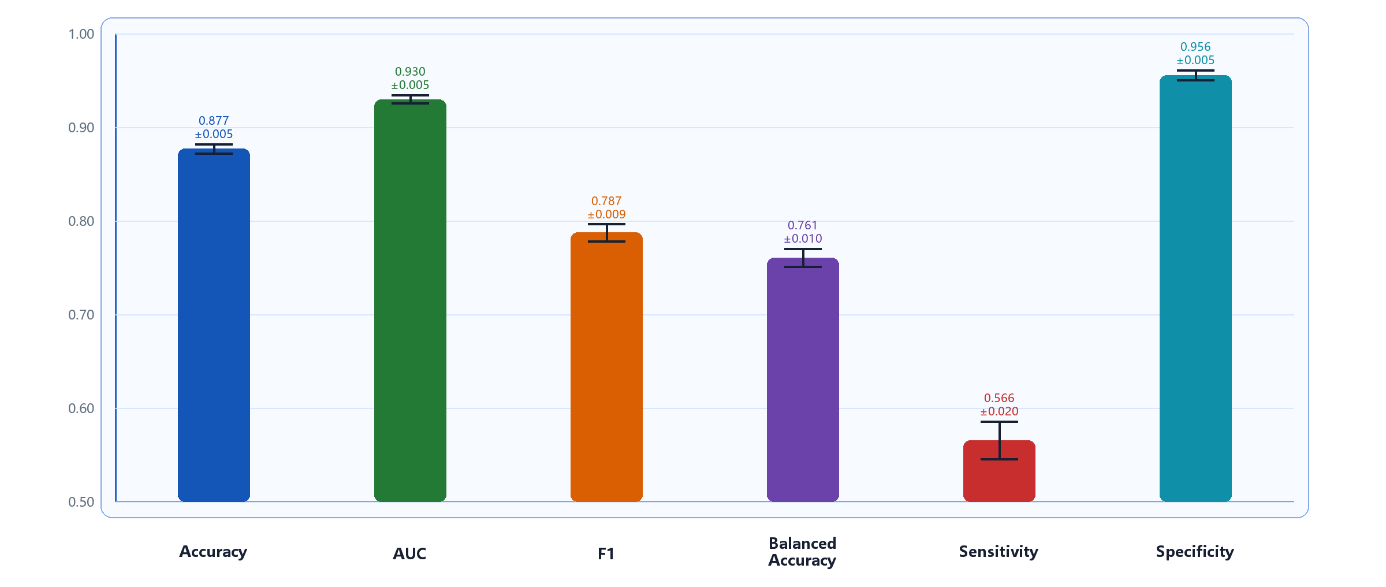 1.00
0.90
0.80
0.70
0.60
0.50
0.877
±0.005
0.930
±0.005
0.787
±0.009
0.761
±0.010
0.566
±0.020
0.956
±0.005
Accuracy
AUC
F1
Balanced
Accuracy
Sensitivity
Specificity